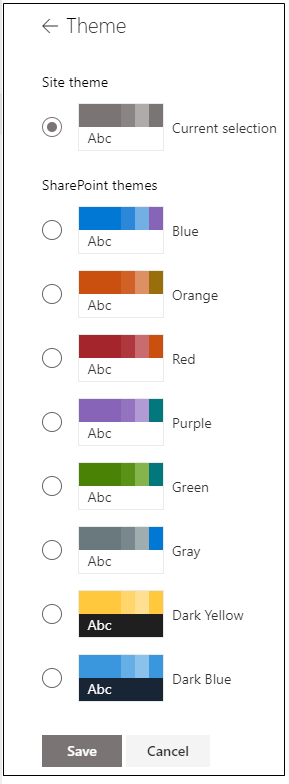 Theme
Site theme
Abc
Current selection
SharePoint themes
Abc
Blue
Abc
Orange
Abc
Red
Abc
Purple
Abc
Green
Abc
Gray
Abc
Dark Yellow
Abc
Dark Blue
Save Cancel